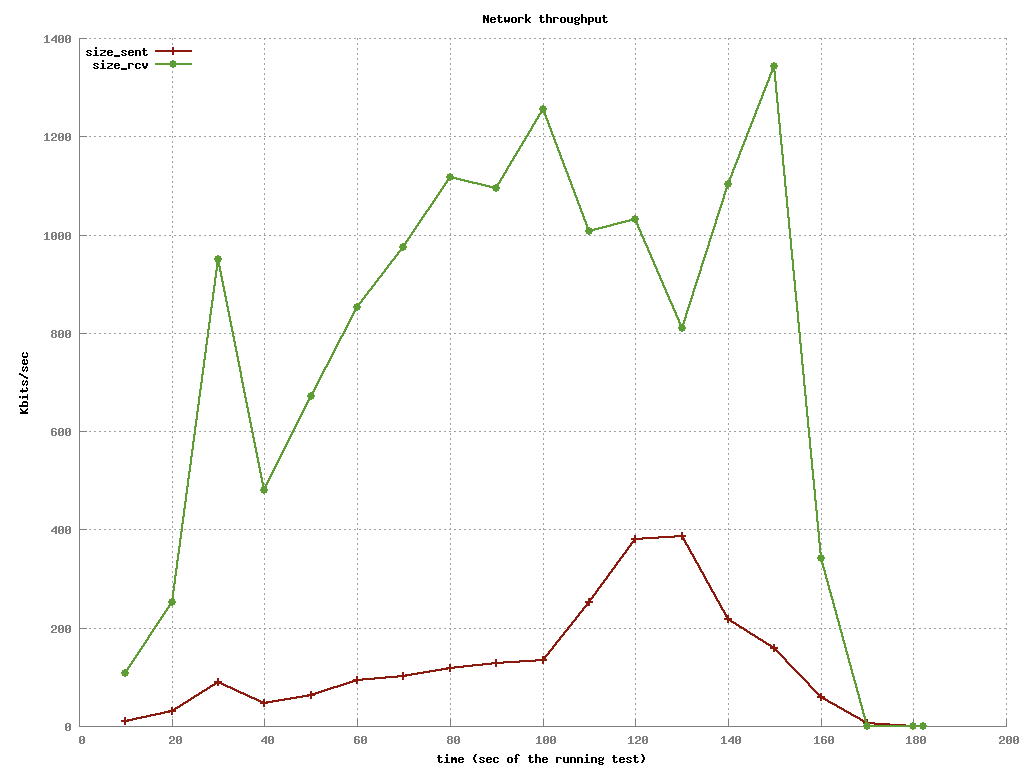 Network throughput
size_sent
size_rcv
1400
1200
1000
800
600
400
200
0
Kbits/sec
0 20 40 60 80 100 120 140 160 180 200
time (sec of the running test)